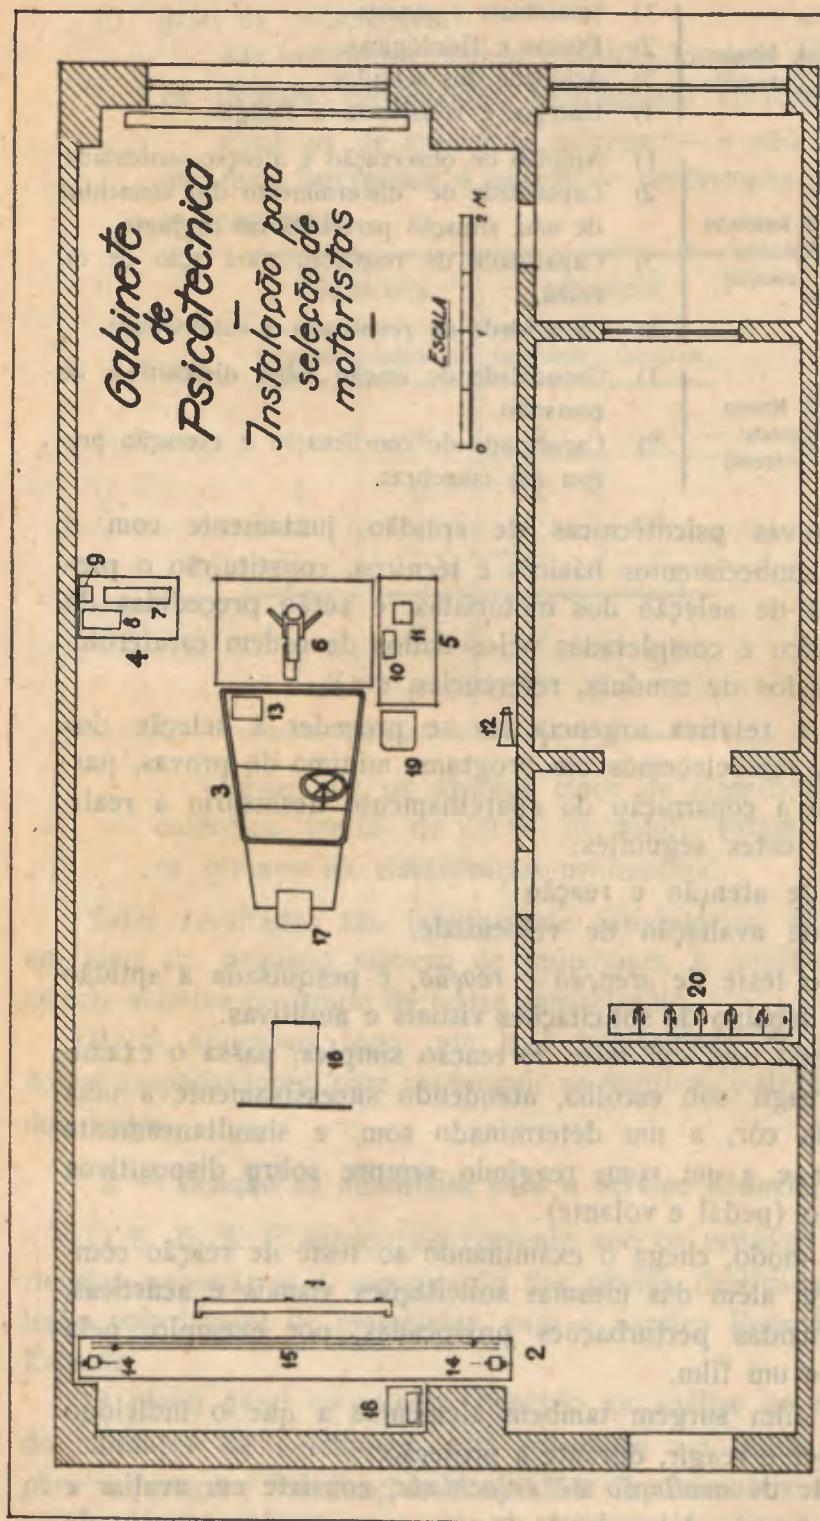 Gabinete
de
Psicotecnica
—
Instalação para
seleção de
motoristas —
ESCALA
0 1 2 M.
9
8
7
4
6
10
11
5
13
3
19
12
17
16
20
1
14
15
14
2
18